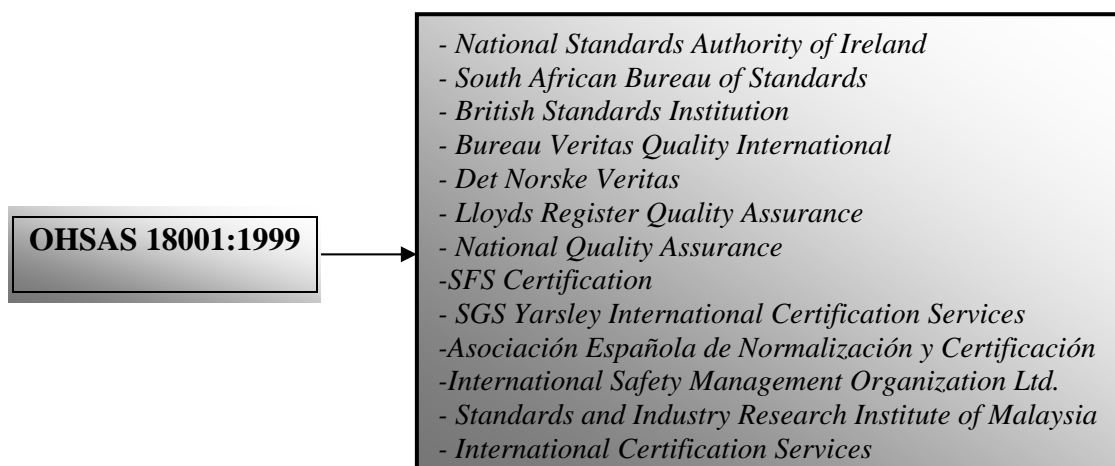 OHSAS 18001:1999
- National Standards Authority of Ireland
- South African Bureau of Standards
- British Standards Institution
- Bureau Veritas Quality International
- Det Norske Veritas
- Lloyds Register Quality Assurance
- National Quality Assurance
-SFS Certification
- SGS Yarsley International Certification Services
-Asociación Española de Normalización y Certificación
-International Safety Management Organization Ltd.
- Standards and Industry Research Institute of Malaysia
- International Certification Services